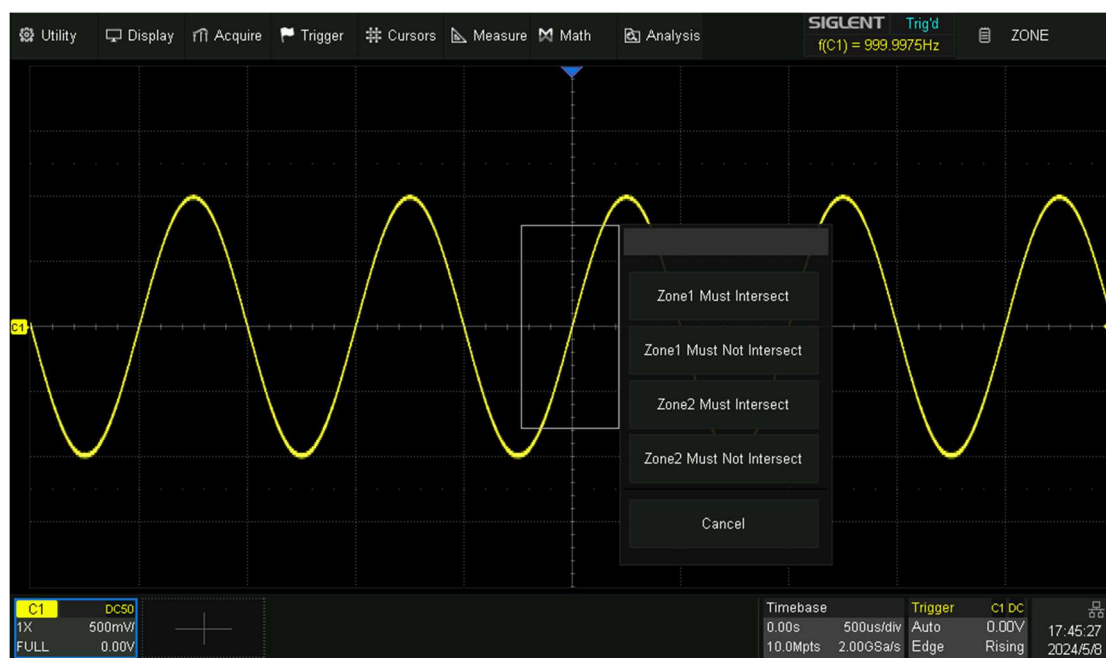 Utility Display Acquire Trigger Cursors Measure Math Analysis SIGLENT Trig'd ZONE
f(C1) = 999.9975Hz
Zone1 Must Intersect
C1
Zone1 Must Not Intersect
Zone2 Must Intersect
Zone2 Must Not Intersect
Cancel
C1 DC50
1X 500mV/
FULL 0.00V
Timebase
0.00s 500us/div
10.0Mpts 2.00GSa/s
Trigger C1 DC
Auto 0.00V
Edge Rising
17:45:27
2024/5/8